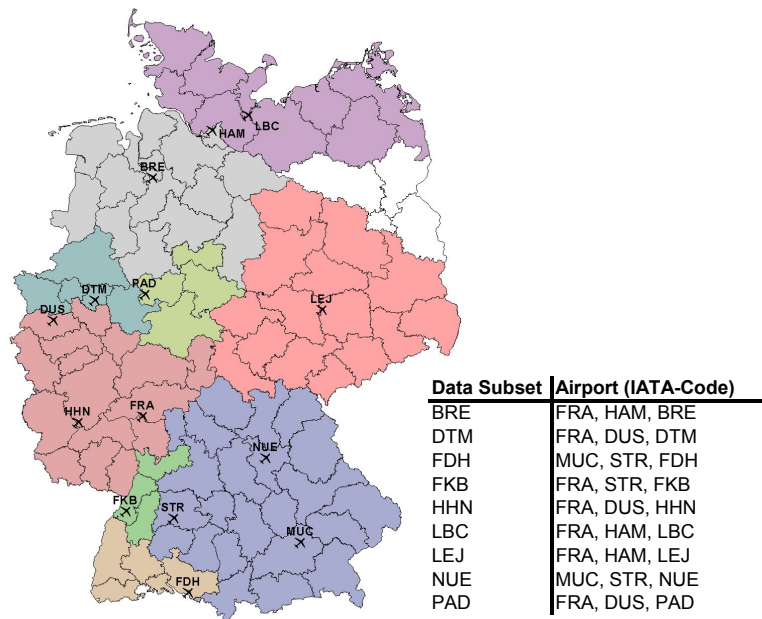 LBC
HAM
BRE
PAD
DTM
LEJ
DUS
FRA
HHN
NUE
FKB
STR
MUC
FDH
Data Subset Airport (IATA-Code)
BRE FRA, HAM, BRE
DTM FRA, DUS, DTM
FDH MUC, STR, FDH
FKB FRA, STR, FKB
HHN FRA, DUS, HHN
LBC FRA, HAM, LBC
LEJ FRA, HAM, LEJ
NUE MUC, STR, NUE
PAD FRA, DUS, PAD